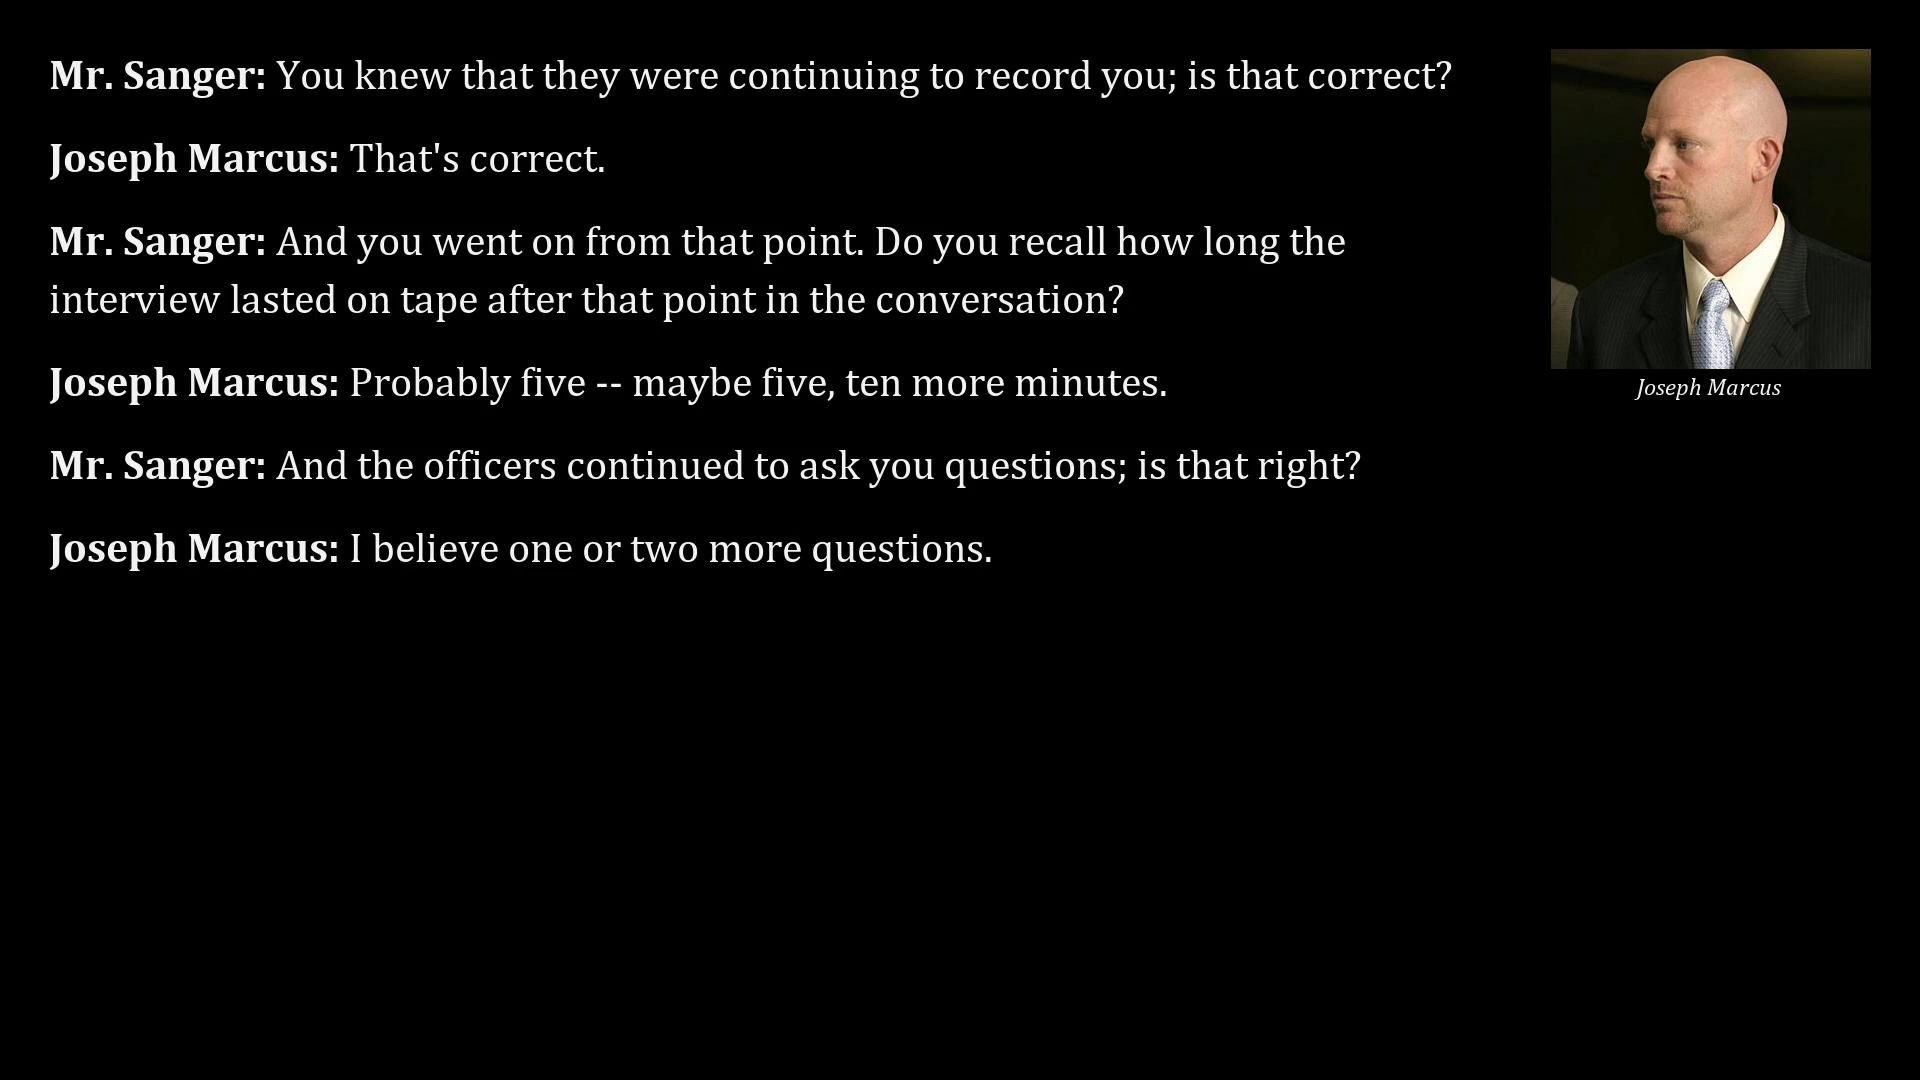 Mr. Sanger: You knew that they were continuing to record you; is that correct?
Joseph Marcus: That's correct.
Mr. Sanger: And you went on from that point. Do you recall how long the
interview lasted on tape after that point in the conversation?
Joseph Marcus: Probably five -- maybe five, ten more minutes.
Mr. Sanger: And the officers continued to ask you questions; is that right?
Joseph Marcus: I believe one or two more questions.
Joseph Marcus